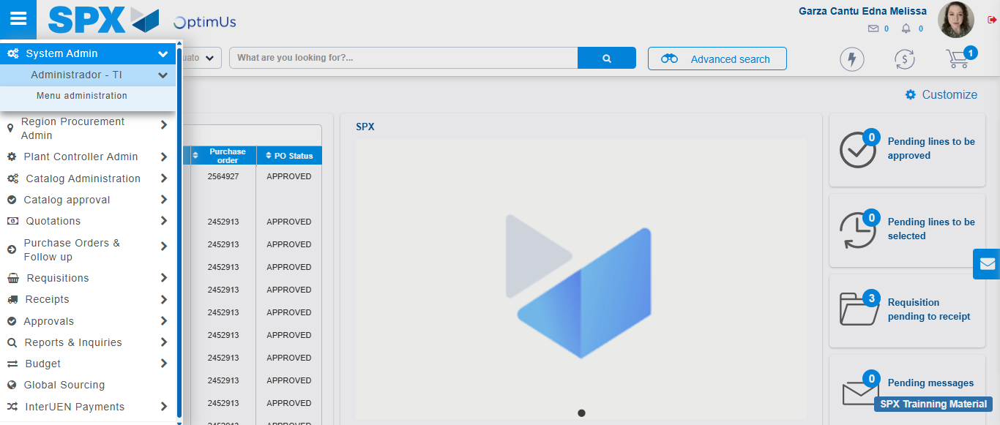 SPX OptimUs
Garza Cantu Edna Melissa
0 0
System Admin
Administrador - TI
Menu administration
Region Procurement
Admin
Plant Controller Admin
Catalog Administration
Catalog approval
Quotations
Purchase Orders &
Follow up
Requisitions
Receipts
Approvals
Reports & Inquiries
Budget
Global Sourcing
InterUEN Payments
uato
What are you looking for?...
Advanced search
$
1
Customize
Purchase
order
PO Status
2564927 APPROVED
2452913 APPROVED
2452913 APPROVED
2452913 APPROVED
2452913 APPROVED
2452913 APPROVED
2452913 APPROVED
2452913 APPROVED
2452913 APPROVED
2452913 APPROVED
2452913 APPROVED
SPX
0
Pending lines to be
approved
0
Pending lines to be
selected
3
Requisition
pending to receipt
0
Pending messages
SPX Trainning Material